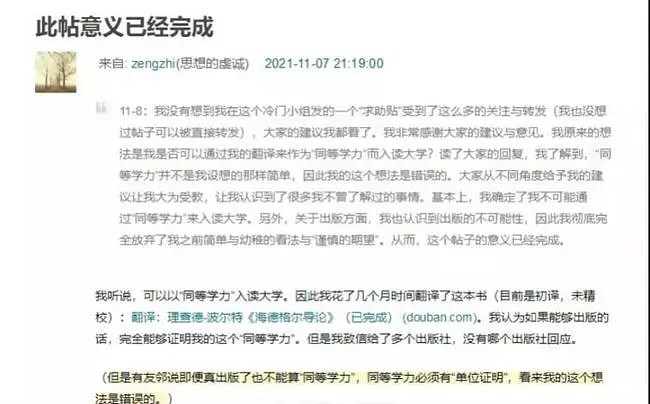 此帖意义已经完成
来自: zengzhi(思想的虔诚) 2021-11-07 21:19:00
11-8：我没有想到我在这个冷门小组发的一个“求助贴”受到了这么多的关注与转发（我也没想
过帖子可以被直接转发），大家的建议我都看了。我非常感谢大家的建议与意见。我原来的想
法是我是否可以通过我的翻译来作为“同等学力”而入读大学？读了大家的回复，我了解到，“同
等学力”并不是我设想的那样简单，因此我的这个想法是错误的。大家从不同角度给予我的建
议让我大为受教，让我认识到了很多我不曾了解过的事情。基本上，我确定了我不可能通
过“同等学力”来入读大学。另外，关于出版方面，我也认识到出版的不可能性，因此我彻底完
全放弃了我之前简单与幼稚的看法与“谨慎的期望”。从而，这个帖子的意义已经完成。
我听说，可以以“同等学力”入读大学。因此我花了几个月时间翻译了这本书（目前是初译，未精
校）：翻译：理查德-波尔特《海德格尔导论》（已完成） (douban.com)。我认为如果能够出版的
话，完全能够证明我的这个“同等学力”。但是我致信给了多个出版社，没有哪个出版社回应。
（但是有友邻说即便真出版了也不能算“同等学力”，同等学力必须有“单位证明”，看来我的这个想
法是错误的。）